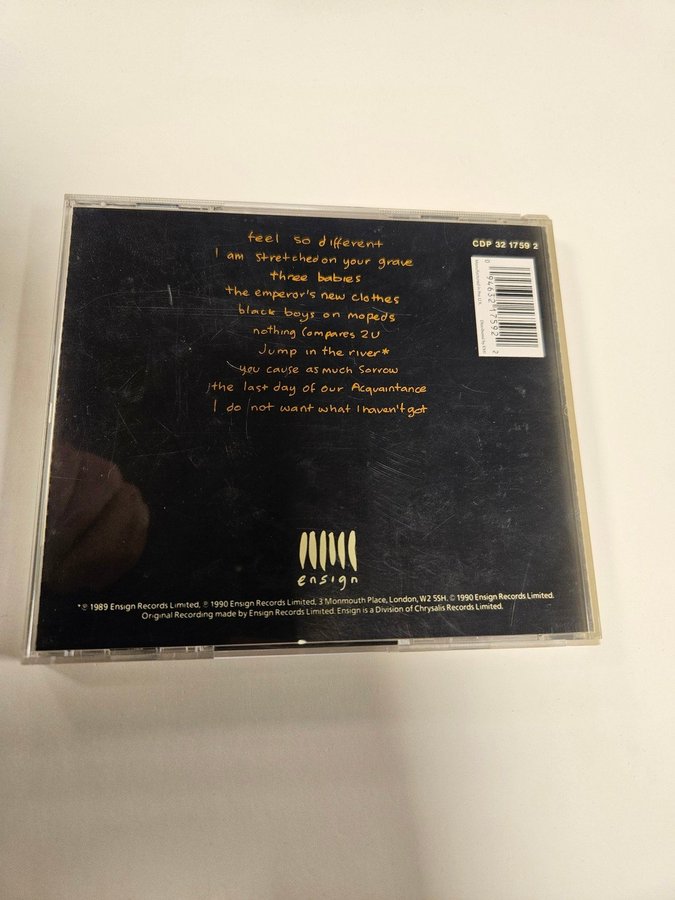 feel so different
I am stretched on your grave
three babies
the emperor's new clothes
black boys on mopeds
nothing Compares 2U
Jump in the river*
you cause as much Sorrow
the last day of our Acquaintance
I do not want what I haven't got
CDP 32 1759 2
0 94632 17592 2
ensign
*℗ 1989 Ensign Records Limited, ℗ 1990 Ensign Records Limited, 3 Monmouth Place, London, W2 5SH. © 1990 Ensign Records Limited.
Original Recording made by Ensign Records Limited. Ensign is a Division of Chrysalis Records Limited.